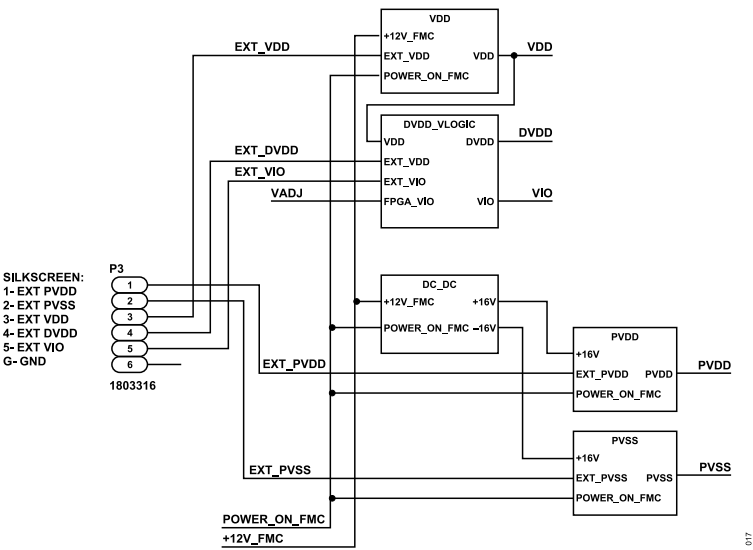 VDD
+12V_FMC
EXT_VDD
EXT_VDD
VDD
VDD
POWER_ON_FMC
DVDD_VLOGIC
VDD
DVDD
DVDD
EXT_DVDD
EXT_VDD
EXT_VIO
EXT_VIO
VADJ
FPGA_VIO
VIO
VIO
SILKSCREEN:
1- EXT PVDD
2- EXT PVSS
3- EXT VDD
4- EXT DVDD
5- EXT VIO
G- GND
P3
1
2
3
4
5
6
1803316
DC_DC
+12V_FMC
+16V
POWER_ON_FMC
–16V
PVDD
+16V
EXT_PVDD
EXT_PVDD
PVDD
PVDD
POWER_ON_FMC
PVSS
+16V
EXT_PVSS
EXT_PVSS
PVSS
PVSS
POWER_ON_FMC
POWER_ON_FMC
+12V_FMC
017